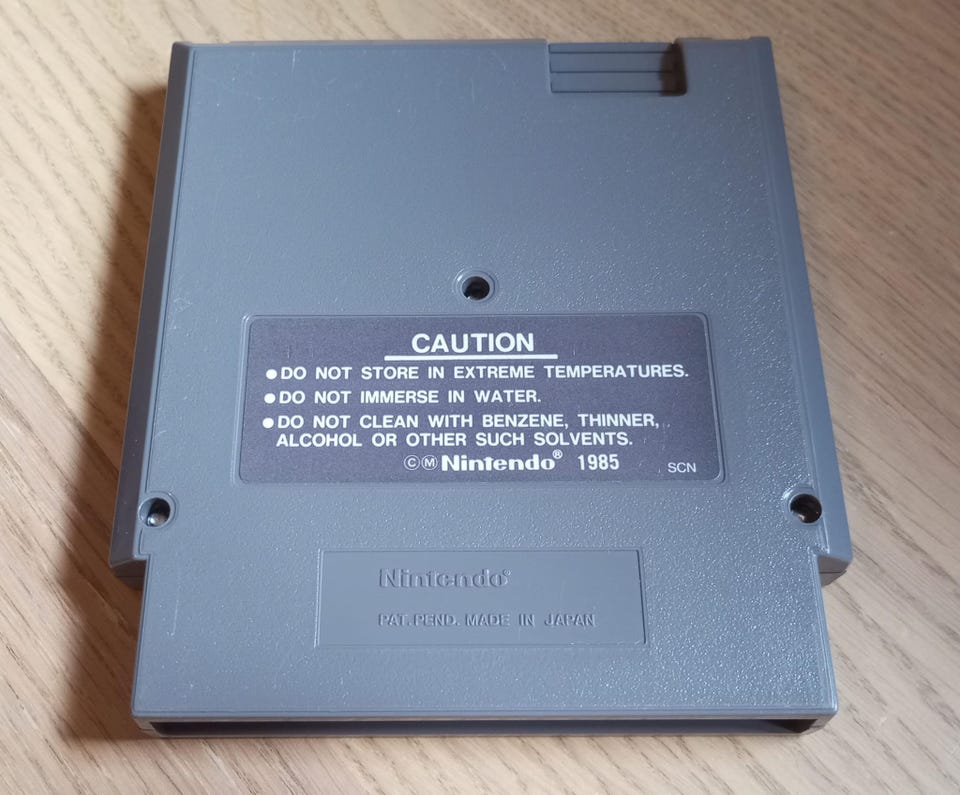 CAUTION
●DO NOT STORE IN EXTREME TEMPERATURES.
●DO NOT IMMERSE IN WATER.
●DO NOT CLEAN WITH BENZENE, THINNER,
ALCOHOL OR OTHER SUCH SOLVENTS.
ⒸⓂNintendo® 1985 SCN
Nintendo®
PAT. PEND. MADE IN JAPAN